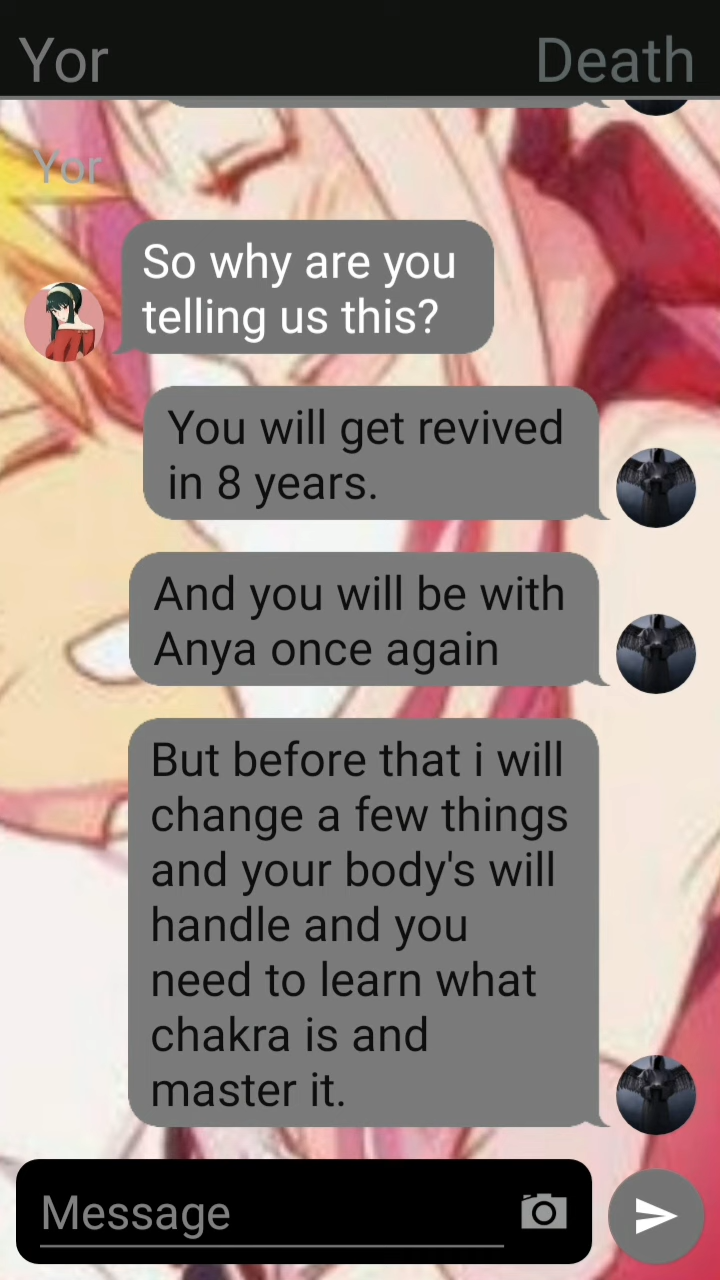 Yor
Death
Yor
So why are you
telling us this?
You will get revived
in 8 years.
And you will be with
Anya once again
But before that i will
change a few things
and your body's will
handle and you
need to learn what
chakra is and
master it.
Message